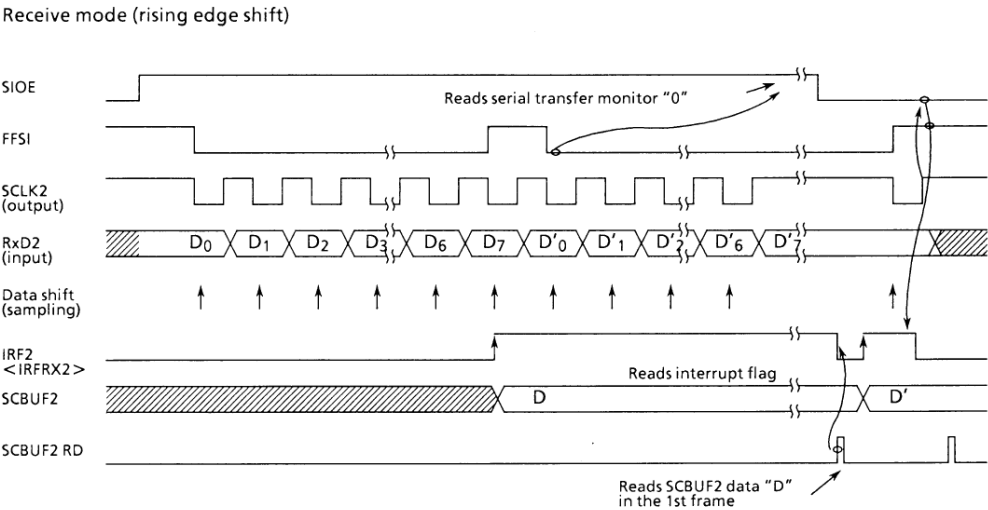 Receive mode (rising edge shift)
SIOE
Reads serial transfer monitor "0"
FFSI
SCLK2
(output)
RxD2
(input)
D0 D1 D2 D3 D6 D7 D'0 D'1 D'2 D'6 D'7
Data shift
(sampling)
IRF2
<IRFRX2>
Reads interrupt flag
SCBUF2
D D'
SCBUF2 RD
Reads SCBUF2 data "D"
in the 1st frame